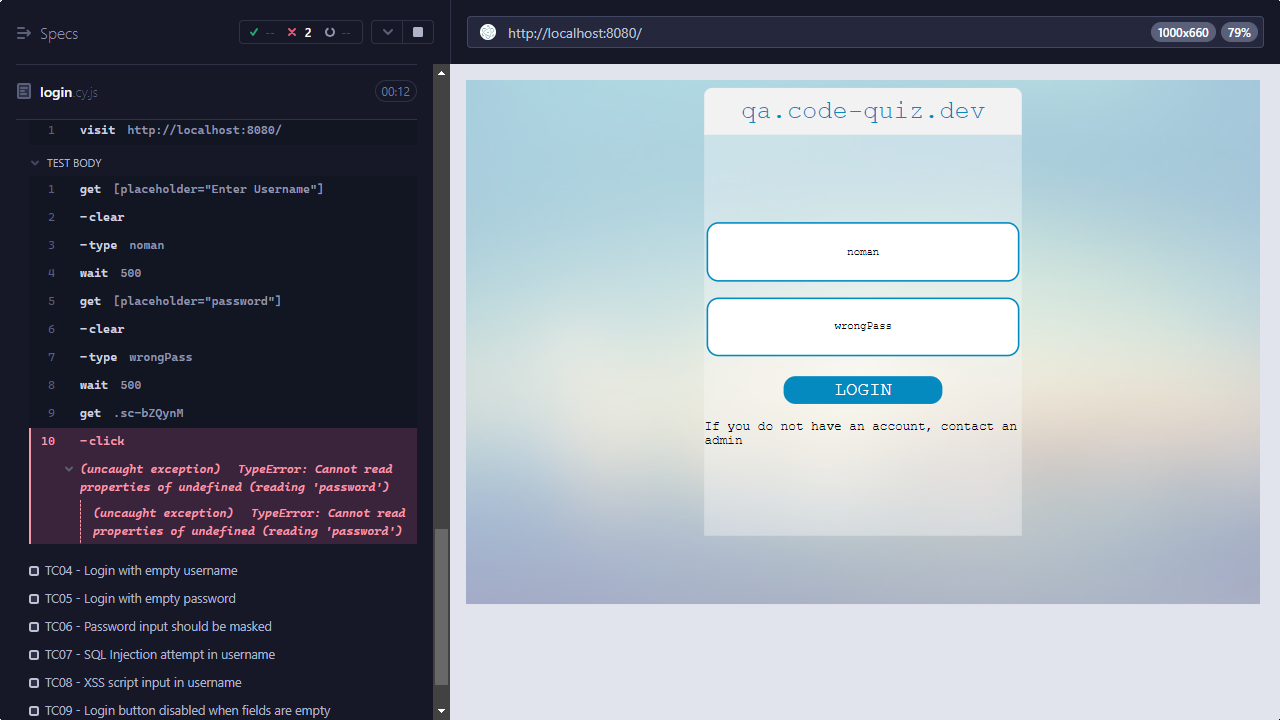 Specs
-- 2 --
login.cy.js
00:12
1 visit http://localhost:8080/
TEST BODY
1 get [placeholder="Enter Username"]
2 -clear
3 -type noman
4 wait 500
5 get [placeholder="password"]
6 -clear
7 -type wrongPass
8 wait 500
9 get .sc-bZQynM
10 -click
(uncaught exception) TypeError: Cannot read
properties of undefined (reading 'password')
(uncaught exception) TypeError: Cannot read
properties of undefined (reading 'password')
TC04 - Login with empty username
TC05 - Login with empty password
TC06 - Password input should be masked
TC07 - SQL Injection attempt in username
TC08 - XSS script input in username
TC09 - Login button disabled when fields are empty
http://localhost:8080/
1000x660
79%
qa.code-quiz.dev
noman
wrongPass
LOGIN
If you do not have an account, contact an
admin